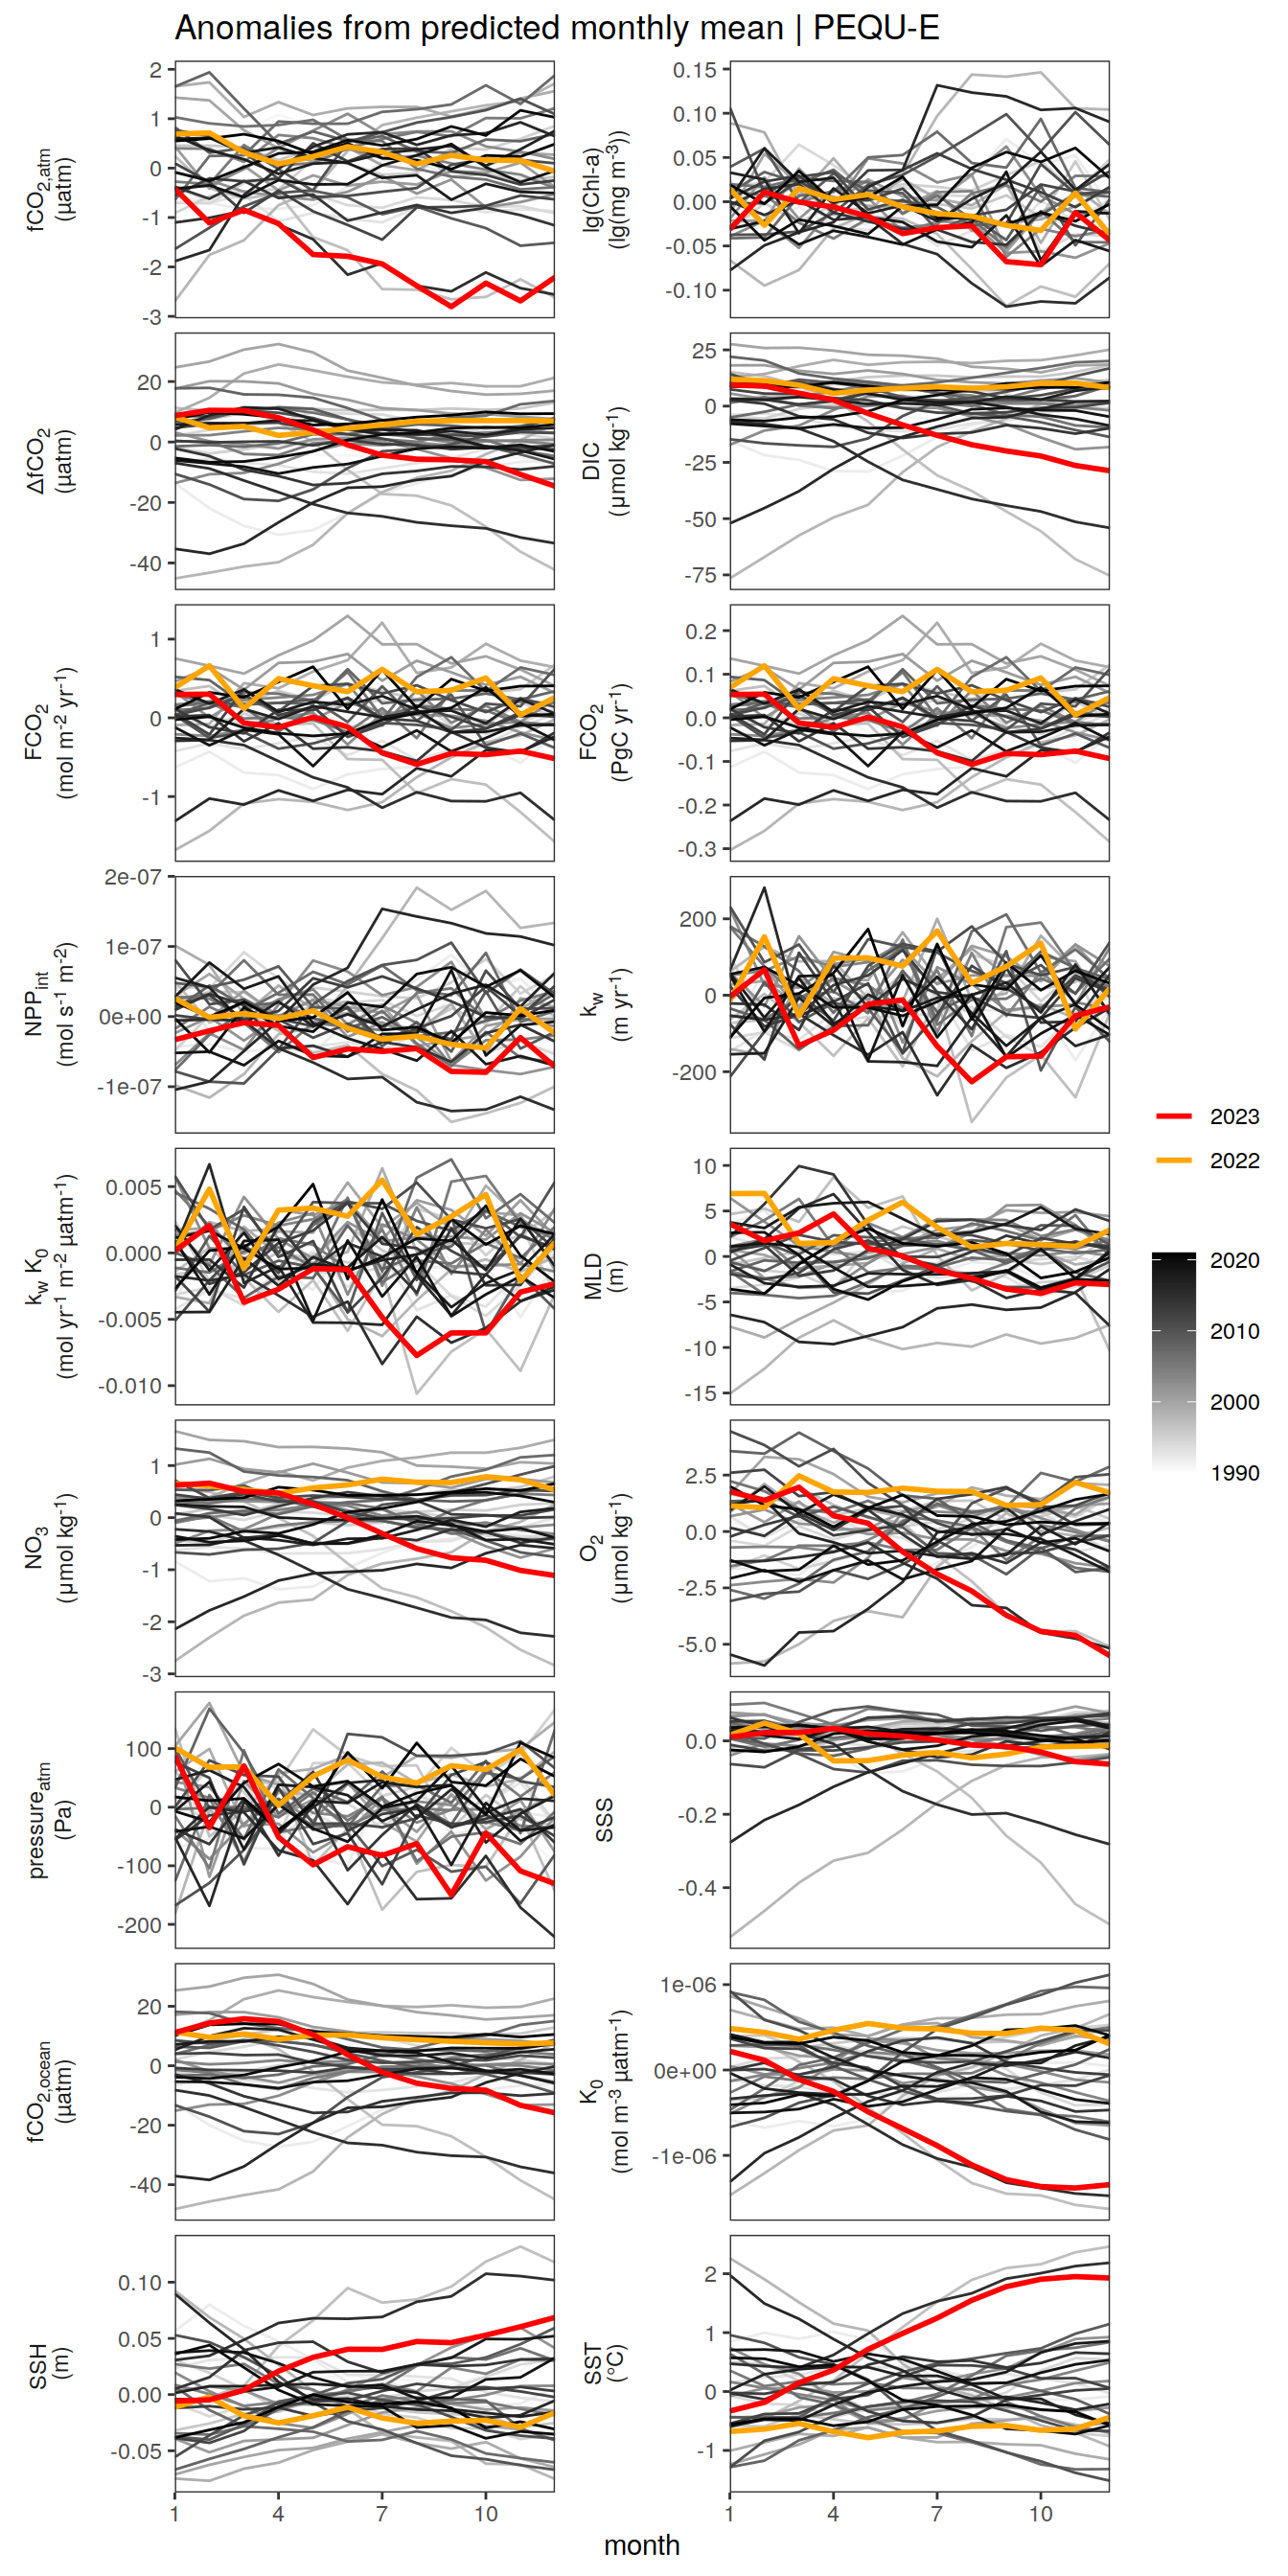 Anomalies from predicted monthly mean | PEQU-E
fCO2,atm
(µatm)
2
1
0
-1
-2
-3
lg(Chl-a)
(lg(mg m-3))
0.15
0.10
0.05
0.00
-0.05
-0.10
ΔfCO2
(µatm)
20
0
-20
-40
DIC
(µmol kg-1)
25
0
-25
-50
-75
FCO2
(mol m-2 yr-1)
1
0
-1
FCO2
(PgC yr-1)
0.2
0.1
0.0
-0.1
-0.2
-0.3
NPPint
(mol s-1 m-2)
2e-07
1e-07
0e+00
-1e-07
kw
(m yr-1)
200
0
-200
kw K0
(mol yr-1 m-2 µatm-1)
0.005
0.000
-0.005
-0.010
MLD
(m)
10
5
0
-5
-10
-15
NO3
(µmol kg-1)
1
0
-1
-2
-3
O2
(µmol kg-1)
2.5
0.0
-2.5
-5.0
pressureatm
(Pa)
100
0
-100
-200
SSS
0.0
-0.2
-0.4
fCO2,ocean
(µatm)
20
0
-20
-40
K0
(mol m-3 µatm-1)
1e-06
0e+00
-1e-06
SSH
(m)
0.10
0.05
0.00
-0.05
SST
(°C)
2
1
0
-1
1 4 7 10
1 4 7 10
month
2023
2022
2020
2010
2000
1990